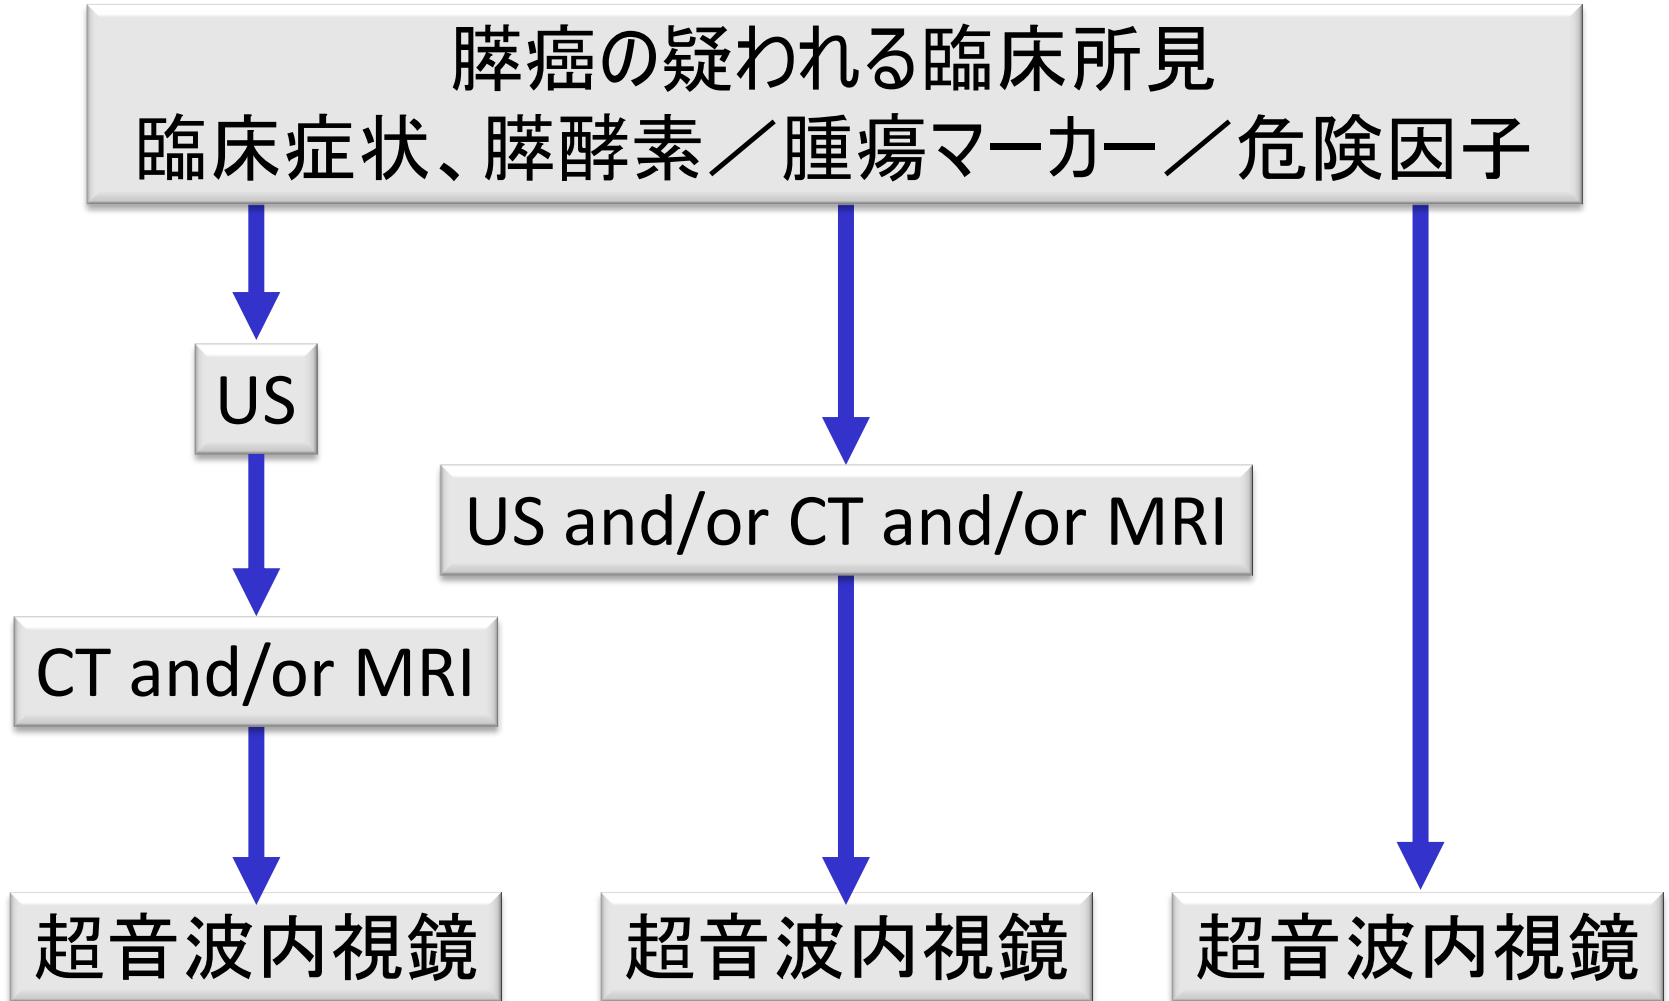 膵癌の疑われる臨床所見
臨床症状、膵酵素／腫瘍マーカー／危険因子
US
US and/or CT and/or MRI
CT and/or MRI
超音波内視鏡
超音波内視鏡
超音波内視鏡